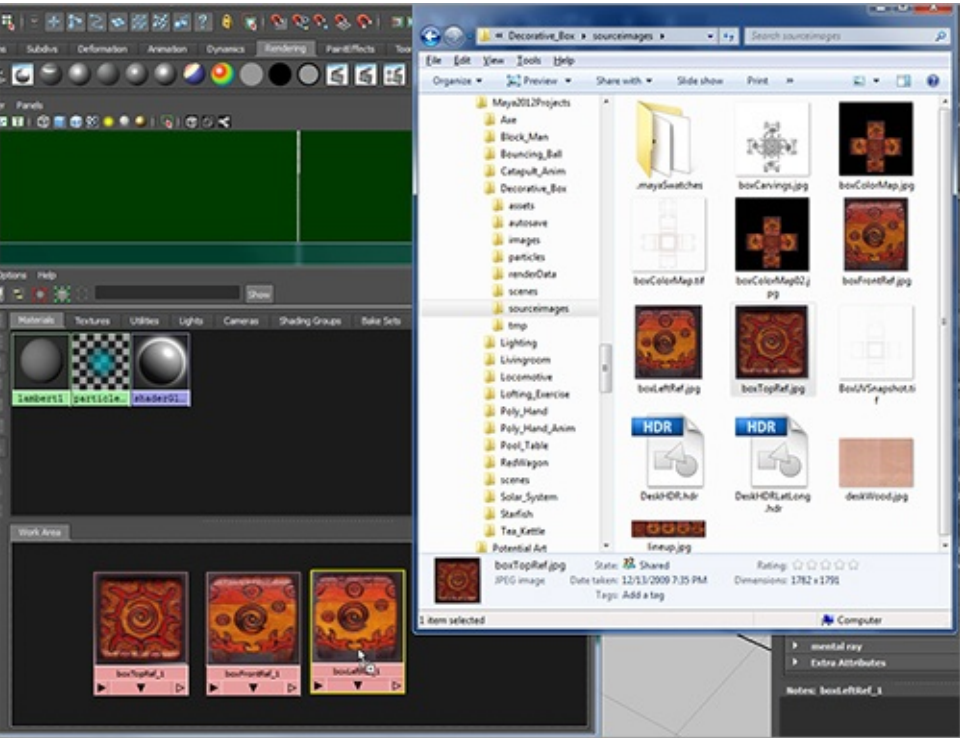 Decorative_Box ▸ sourceimages ▸
Search sourceimages
File Edit View Tools Help
Organize Preview Share with Slide show Print »
Subdivs Deformation Animation Dynamics Rendering PaintEffects
Panels
Maya2012Projects
Axe
Block_Man
Bouncing_Ball
Catapult_Anim
Decorative_Box
assets
autosave
images
particles
renderData
scenes
sourceimages
tmp
Lighting
Livingroom
Locomotive
Lofting_Exercise
Poly_Hand
Poly_Hand_Anim
Pool_Table
RedWagon
scenes
Solar_System
Starfish
Tea_Kettle
Potential Art
.mayaSwatches
boxCarvings.jpg
boxColorMap.jpg
boxColorMap.tif
boxColorMap02.j
pg
boxFrontRef.jpg
boxLeftRef.jpg
boxTopRef.jpg
BoxUVSnapshot.ti
f
HDR
HDR
DeskHDR.hdr
DeskHDRLatLong
.hdr
deskWood.jpg
lineup.jpg
boxTopRef.jpg
JPEG image
State: Shared
Date taken: 12/13/2009 7:35 PM
Tags: Add a tag
Rating:
Dimensions: 1782 x 1791
1 item selected
Computer
Options Help
Show
Materials Textures Utilities Lights Cameras Shading Groups Bake Sets
lambert1 particle.. shaderGl..
Work Area
boxTopRef_1
boxFrontRef_1
mental ray
Extra Attributes
Notes: boxLeftRef_1